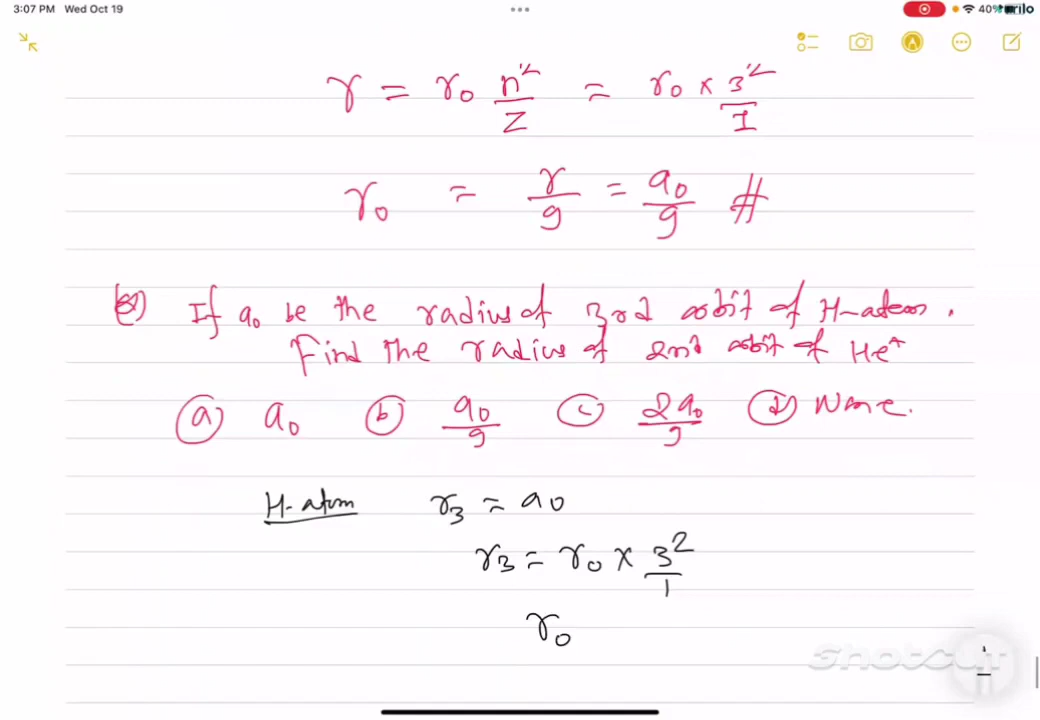 3:07 PM Wed Oct 19
40%
r = r₀ n²/Z = r₀ × 3²/1
r₀ = r/9 = a₀/9 #
If a₀ be the radius of 3rd orbit of H-atom.
Find the radius of 2nd orbit of He⁺
(a) a₀ (b) a₀/9 (c) 2a₀/9 (d) None.
H-atom r₃ = a₀
r₃ = r₀ × 3²/1
r₀
shotcut